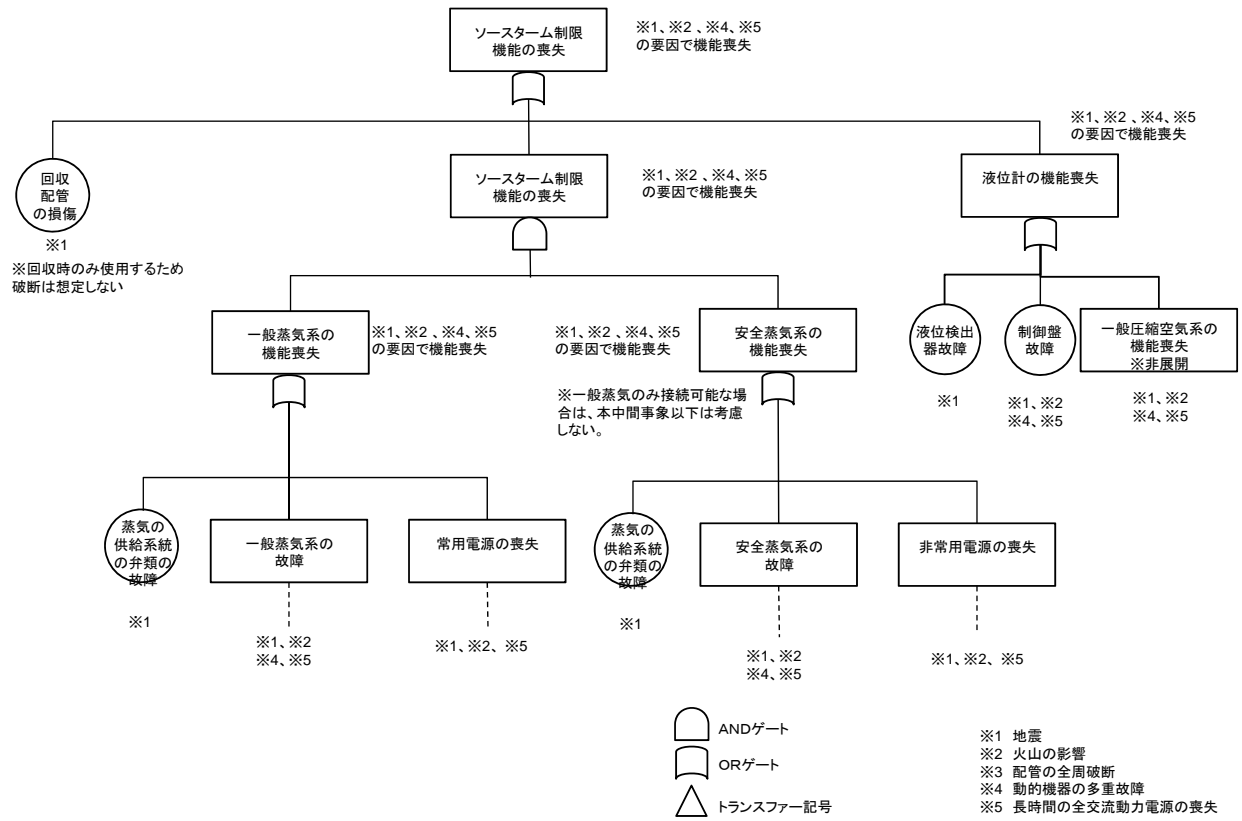 ソースターム制限
機能の喪失
※1、※2 、※4、※5
の要因で機能喪失
※1、※2 、※4、※5
の要因で機能喪失
回収
配管
の損傷
※1
※回収時のみ使用するため
破断は想定しない
ソースターム制限
機能の喪失
※1、※2 、※4、※5
の要因で機能喪失
液位計の機能喪失
一般蒸気系の
機能喪失
※1、※2 、※4、※5
の要因で機能喪失
※1、※2 、※4、※5
の要因で機能喪失
安全蒸気系の
機能喪失
※一般蒸気のみ接続可能な場
合は、本中間事象以下は考慮
しない。
液位検出
器故障
※1
制御盤
故障
※1、※2
※4、※5
一般圧縮空気系の
機能喪失
※非展開
※1、※2
※4、※5
蒸気の
供給系統
の弁類の
故障
※1
一般蒸気系の
故障
※1、※2
※4、※5
常用電源の喪失
※1、※2、※5
蒸気の
供給系統
の弁類の
故障
※1
安全蒸気系の
故障
※1、※2
※4、※5
非常用電源の喪失
※1、※2、※5
ANDゲート
ORゲート
トランスファー記号
※1 地震
※2 火山の影響
※3 配管の全周破断
※4 動的機器の多重故障
※5 長時間の全交流動力電源の喪失